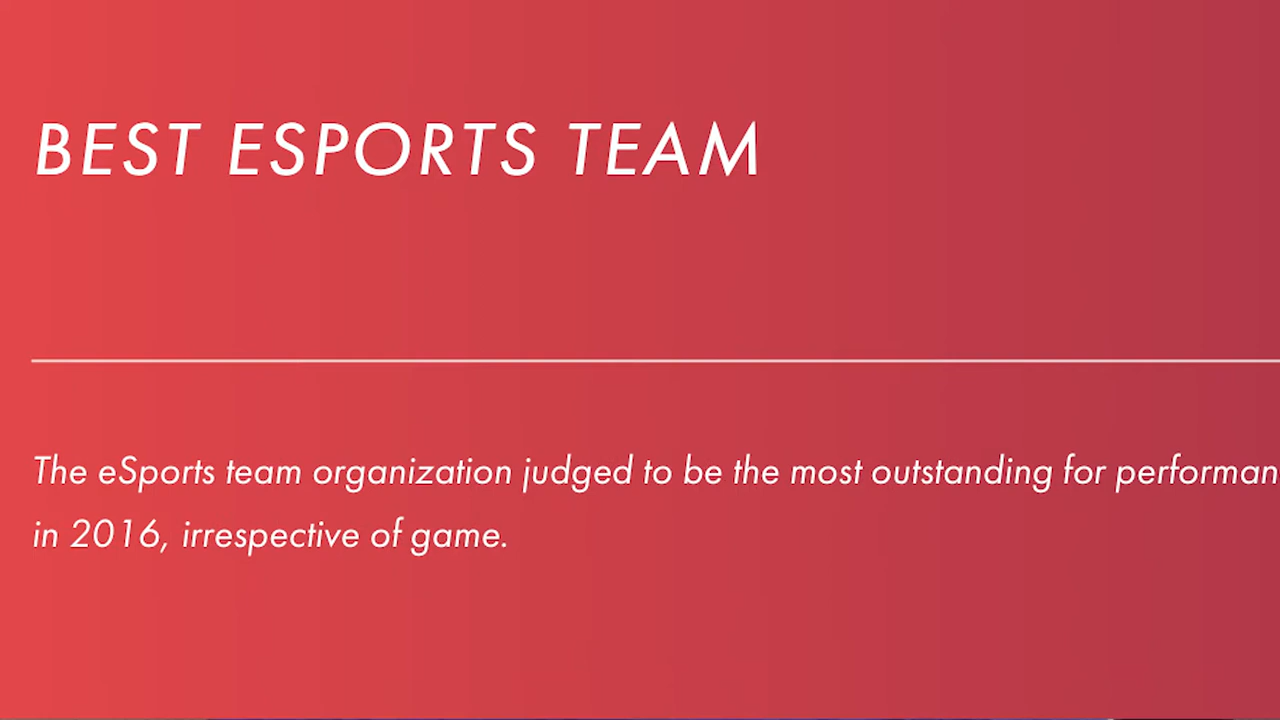 BEST ESPORTS TEAM
The eSports team organization judged to be the most outstanding for performan
in 2016, irrespective of game.